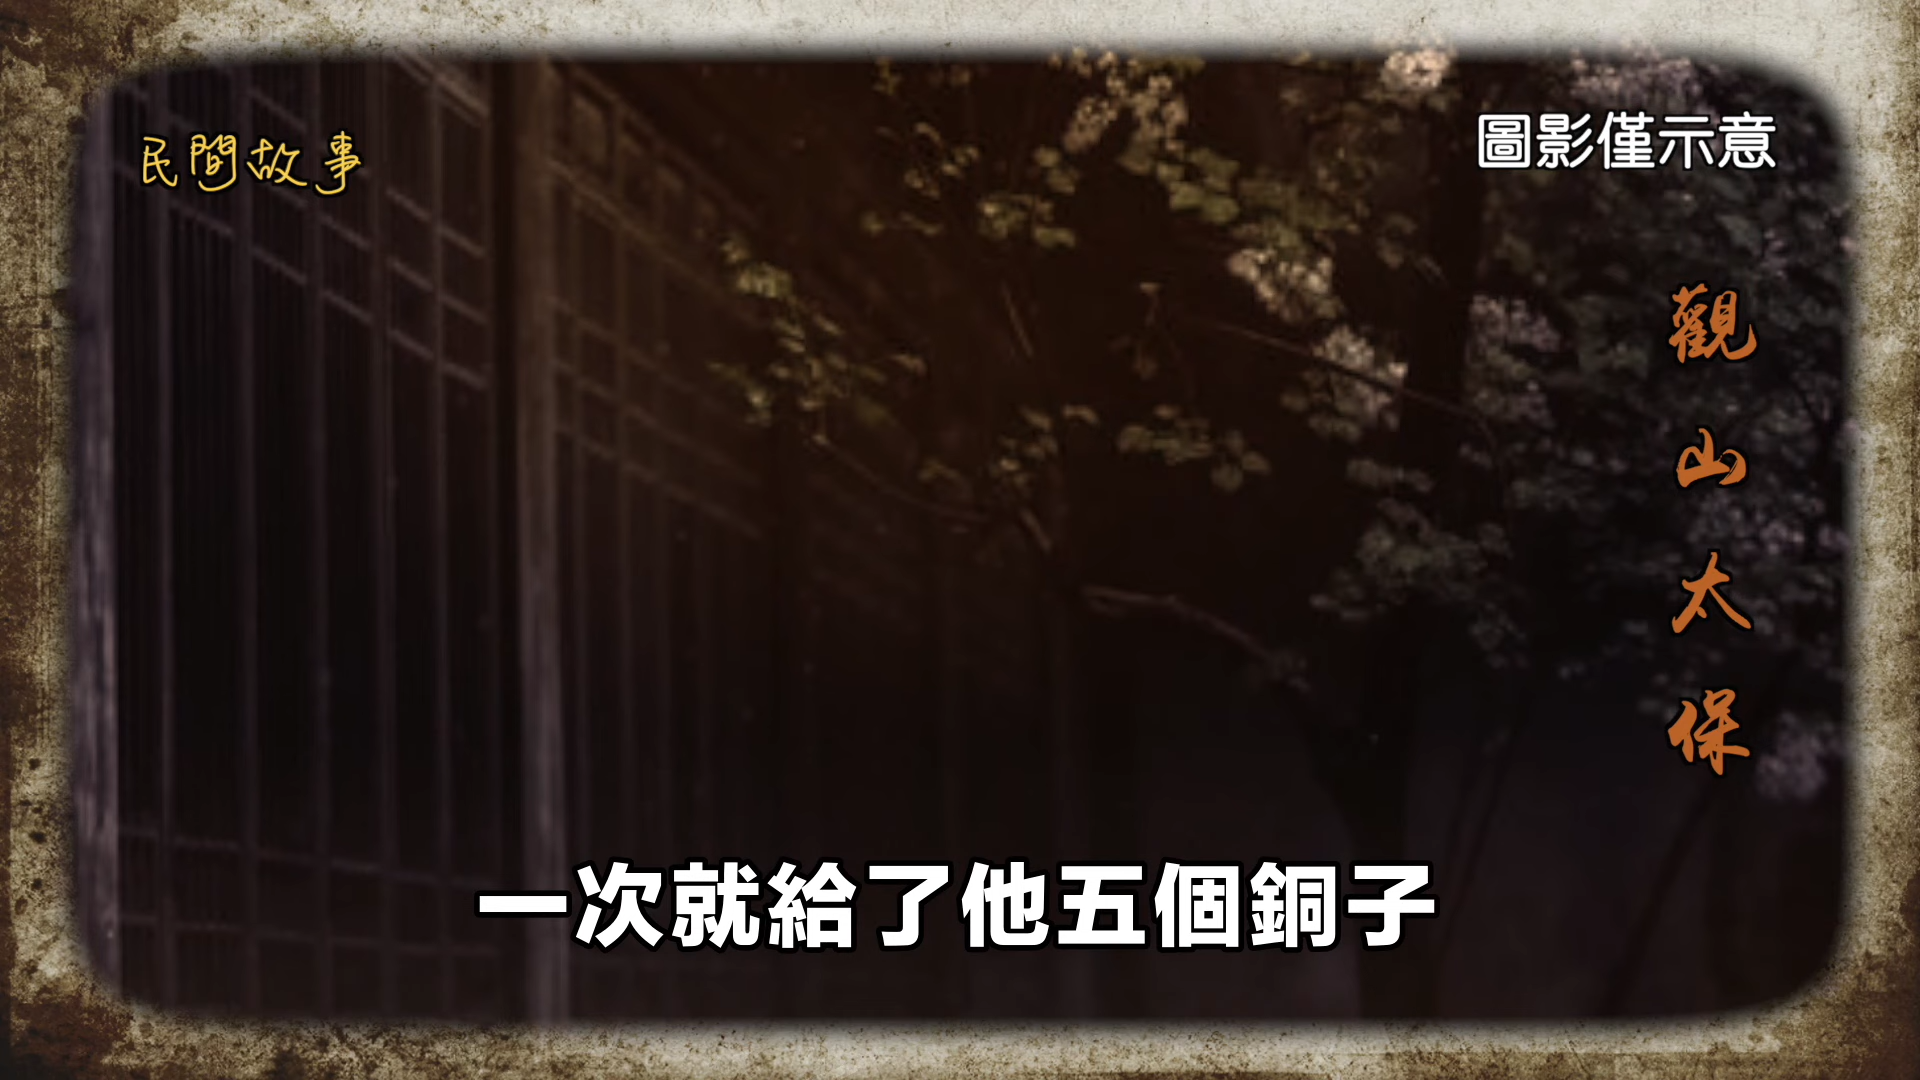 民間故事
圖影僅示意
觀山太保
一次就給了他五個銅子